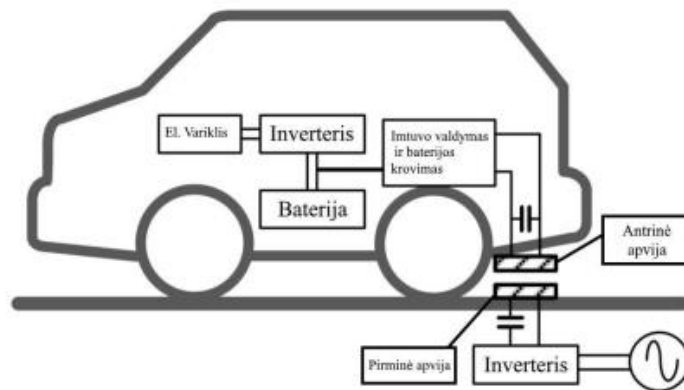 El. Variklis
Inverteris
Imtuvo valdymas
ir baterijos
krovimas
Baterija
Antrinė
apvija
Pirminė apvija
Inverteris